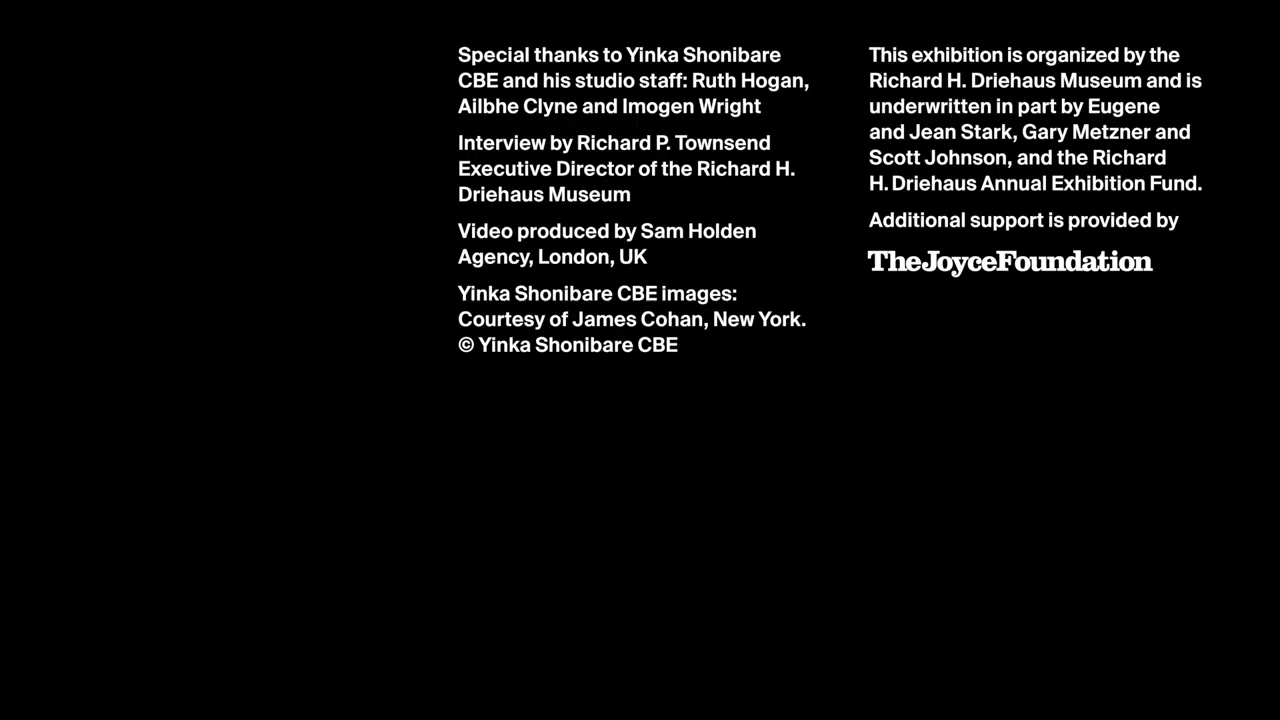 Special thanks to Yinka Shonibare
CBE and his studio staff: Ruth Hogan,
Ailbhe Clyne and Imogen Wright
Interview by Richard P. Townsend
Executive Director of the Richard H.
Driehaus Museum
Video produced by Sam Holden
Agency, London, UK
Yinka Shonibare CBE images:
Courtesy of James Cohan, New York.
© Yinka Shonibare CBE
This exhibition is organized by the
Richard H. Driehaus Museum and is
underwritten in part by Eugene
and Jean Stark, Gary Metzner and
Scott Johnson, and the Richard
H. Driehaus Annual Exhibition Fund.
Additional support is provided by
TheJoyceFoundation